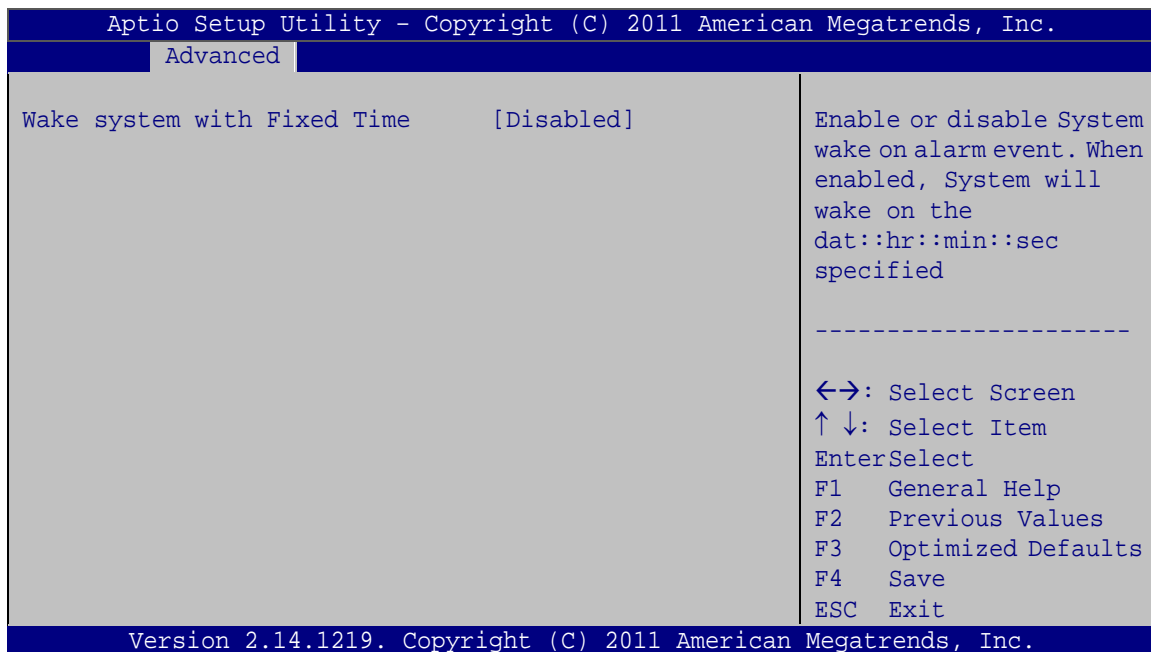 Aptio Setup Utility – Copyright (C) 2011 American Megatrends, Inc.
Advanced
Wake system with Fixed Time [Disabled]
Enable or disable System
wake on alarm event. When
enabled, System will
wake on the
dat::hr::min::sec
specified
----------------------
←→: Select Screen
↑ ↓: Select Item
EnterSelect
F1 General Help
F2 Previous Values
F3 Optimized Defaults
F4 Save
ESC Exit
Version 2.14.1219. Copyright (C) 2011 American Megatrends, Inc.